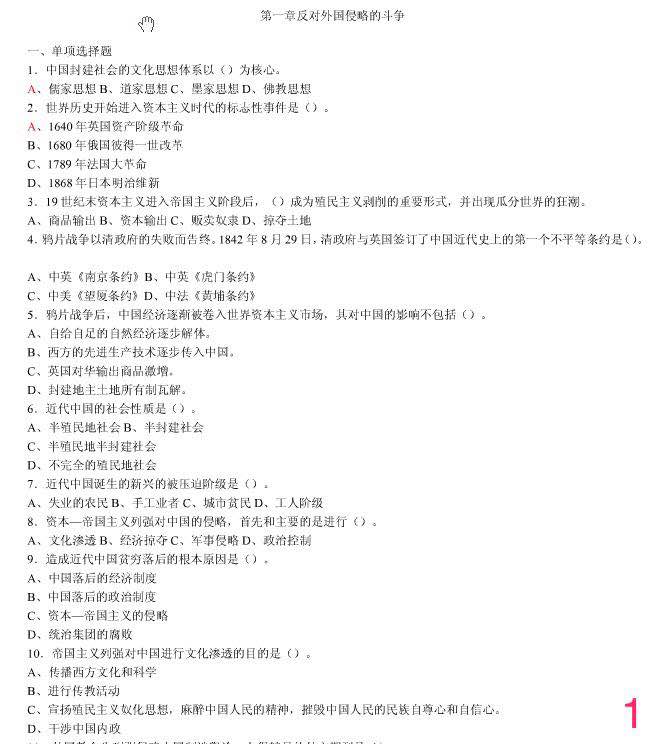 第一章反对外国侵略的斗争
一、单项选择题
1．中国封建社会的文化思想体系以（）为核心。
A、儒家思想 B、道家思想 C、墨家思想 D、佛教思想
2．世界历史开始进入资本主义时代的标志性事件是（）。
A、1640 年英国资产阶级革命
B、1680 年俄国彼得一世改革
C、1789 年法国大革命
D、1868 年日本明治维新
3．19 世纪末资本主义进入帝国主义阶段后，（）成为殖民主义剥削的重要形式，并出现瓜分世界的狂潮。
A、商品输出 B、资本输出 C、贩卖奴隶 D、掠夺土地
4．鸦片战争以清政府的失败而告终。1842 年 8 月 29 日，清政府与英国签订了中国近代史上的第一个不平等条约是（）。
A、中英《南京条约》B、中英《虎门条约》
C、中美《望厦条约》D、中法《黄埔条约》
5．鸦片战争后，中国经济逐渐被卷入世界资本主义市场，其对中国的影响不包括（）。
A、自给自足的自然经济逐步解体。
B、西方的先进生产技术逐步传入中国。
C、英国对华输出商品激增。
D、封建地主土地所有制瓦解。
6．近代中国的社会性质是（）。
A、半殖民地社会 B、半封建社会
C、半殖民地半封建社会
D、不完全的殖民地社会
7．近代中国诞生的新兴的被压迫阶级是（）。
A、失业的农民 B、手工业者 C、城市贫民 D、工人阶级
8．资本—帝国主义列强对中国的侵略，首先和主要的是进行（）。
A、文化渗透 B、经济掠夺 C、军事侵略 D、政治控制
9．造成近代中国贫穷落后的根本原因是（）。
A、中国落后的经济制度
B、中国落后的政治制度
C、资本—帝国主义的侵略
D、统治集团的腐败
10．帝国主义列强对中国进行文化渗透的目的是（）。
A、传播西方文化和科学
B、进行传教活动
C、宣扬殖民主义奴化思想，麻醉中国人民的精神，摧毁中国人民的民族自尊心和自信心。
D、干涉中国内政
1